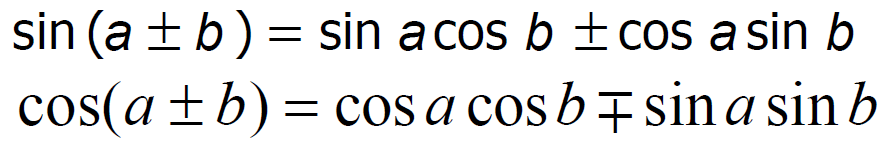 sin (a ± b ) = sin a cos b ± cos a sin b
cos(a ± b) = cos a cos b ∓ sin a sin b